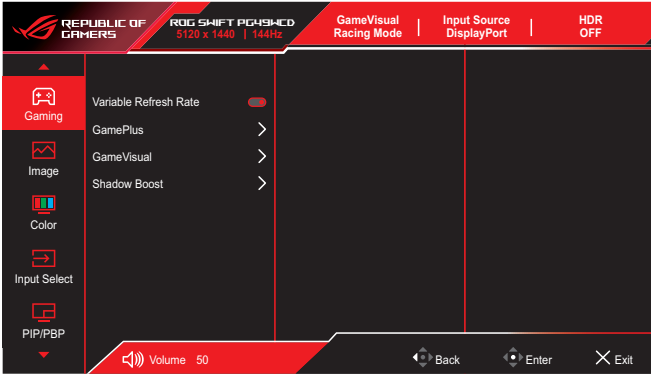 REPUBLIC OF
GAMERS
ROG SWIFT PG49WCD
5120 x 1440 | 144Hz
GameVisual
Racing Mode
Input Source
DisplayPort
HDR
OFF
Gaming
Image
Color
Input Select
PIP/PBP
Variable Refresh Rate
GamePlus
GameVisual
Shadow Boost
Volume 50
Back
Enter
Exit